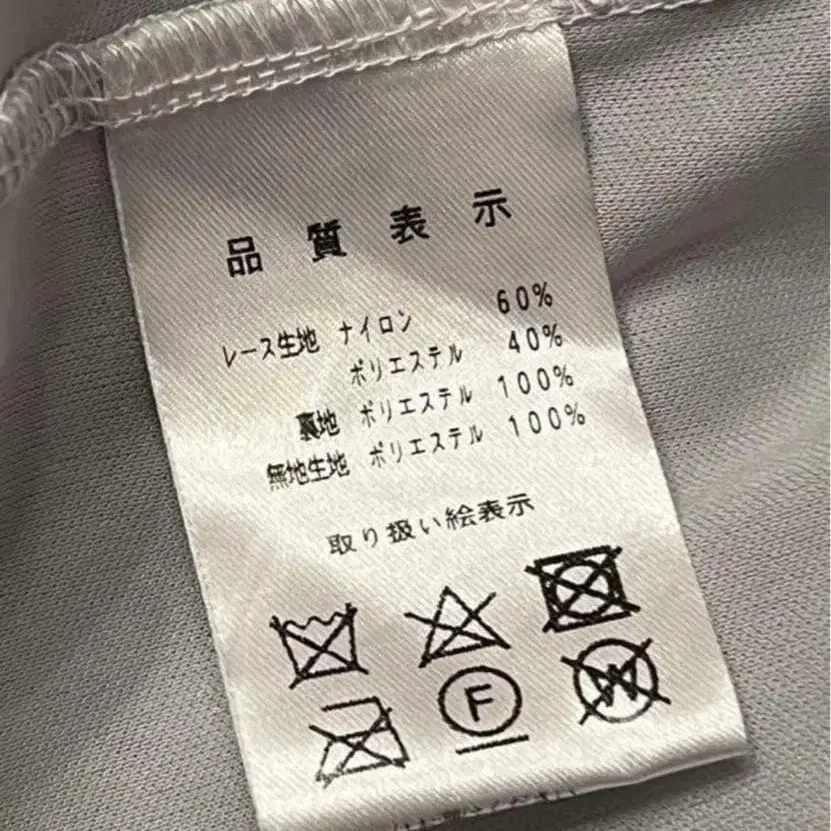 品質表示
レース生地 ナイロン 60%
ポリエステル 40%
裏地 ポリエステル 100%
無地生地 ポリエステル 100%
取り扱い絵表示
F
W